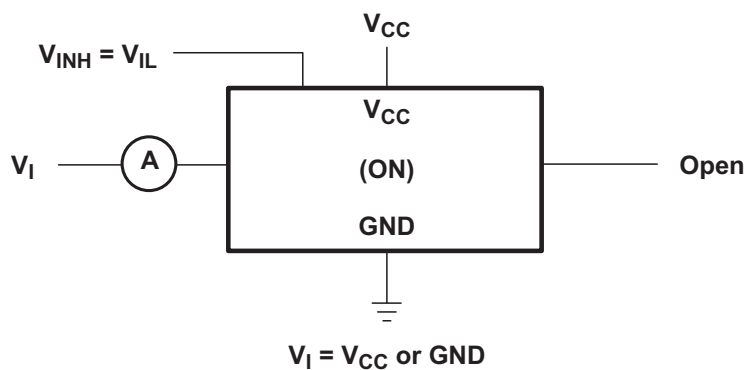 V_CC
V_INH = V_IL
V_CC
V_I
A
(ON)
Open
GND
V_I = V_CC or GND